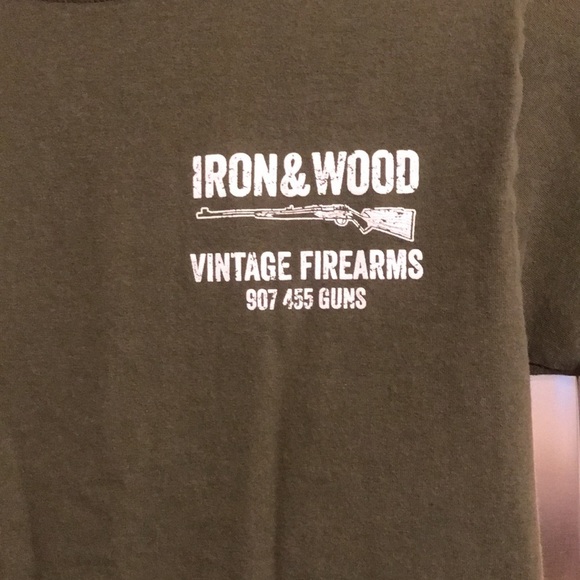 IRON & WOOD
VINTAGE FIREARMS
907 455 GUNS